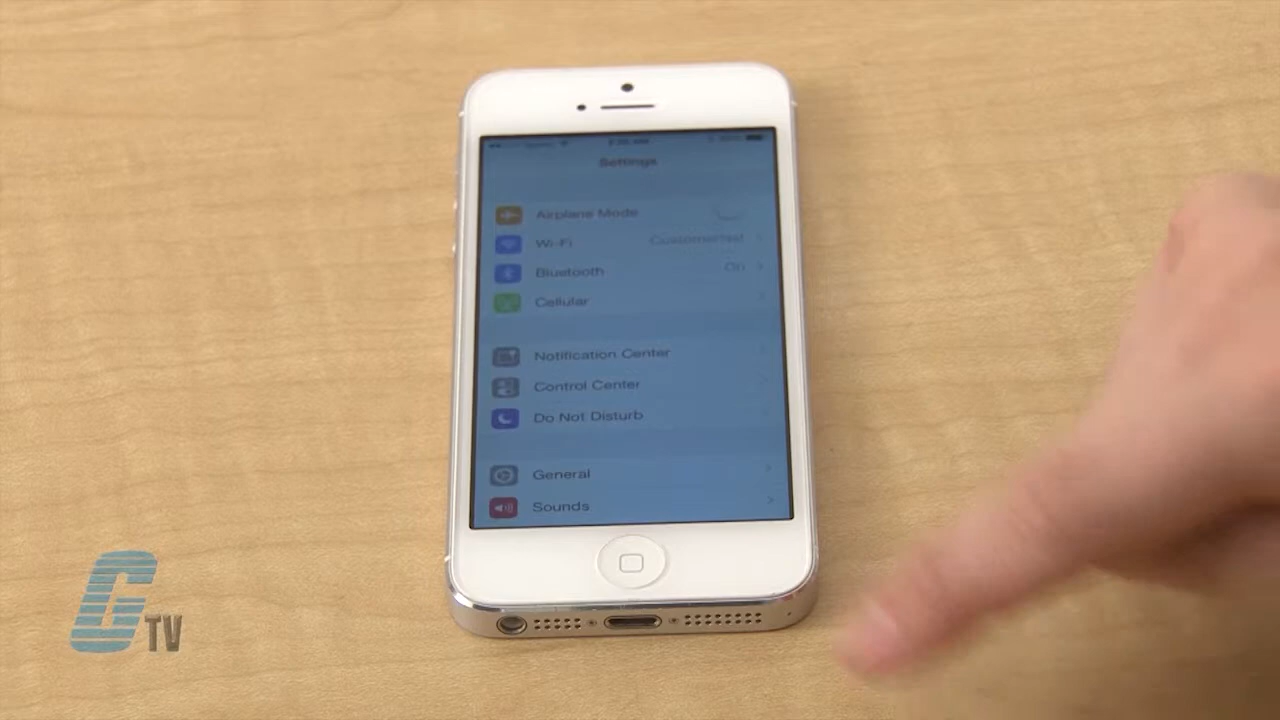 Settings
Airplane Mode
Wi-Fi
Bluetooth On
Cellular
Notification Center
Control Center
Do Not Disturb
General
Sounds
G TV